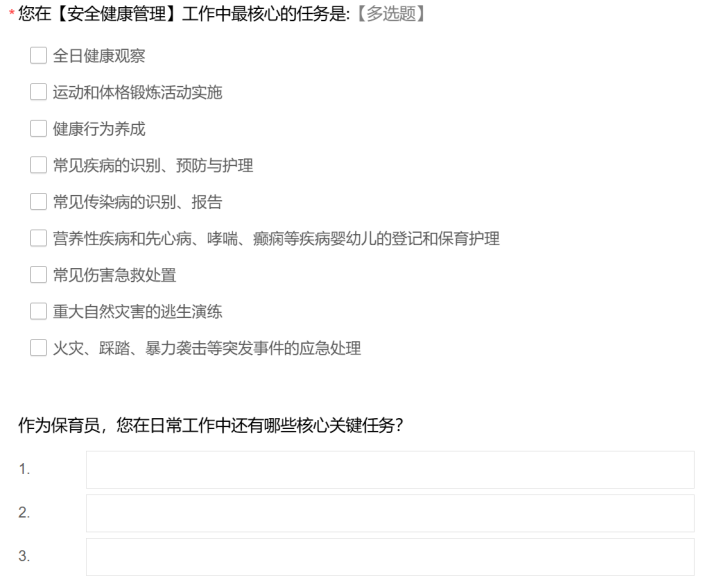 *您在【安全健康管理】工作中最核心的任务是:【多选题】
全日健康观察
运动和体格锻炼活动实施
健康行为养成
常见疾病的识别、预防与护理
常见传染病的识别、报告
营养性疾病和先心病、哮喘、癫痫等疾病婴幼儿的登记和保育护理
常见伤害急救处置
重大自然灾害的逃生演练
火灾、踩踏、暴力袭击等突发事件的应急处理
作为保育员，您在日常工作中还有哪些核心关键任务?
1.
2.
3.